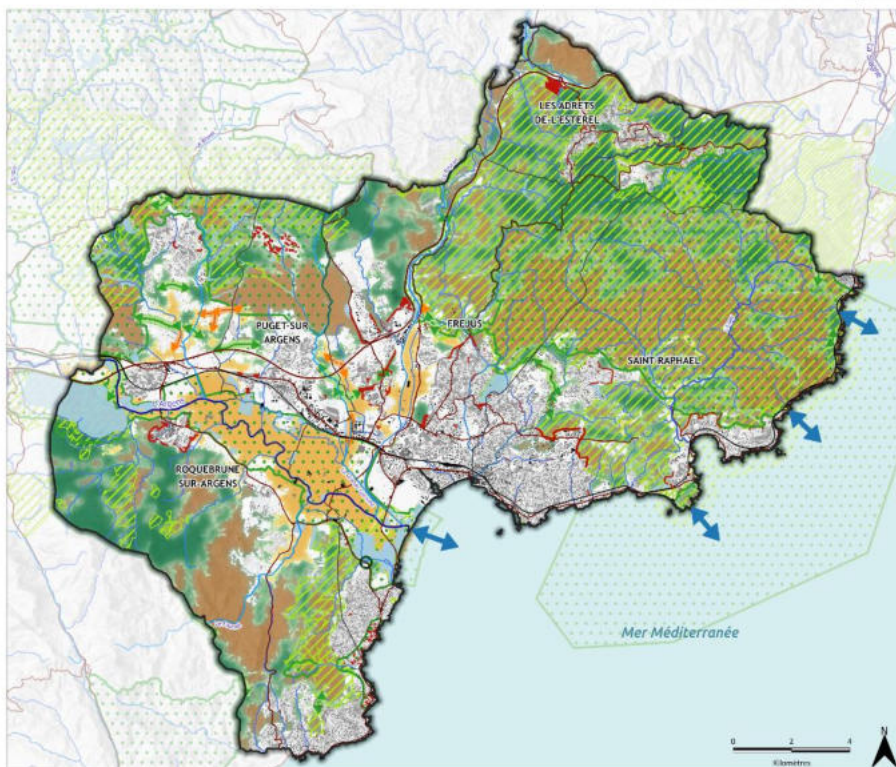 LES ADRETS
DE-L'ESTEREL
PUGET-SUR
ARGENS
FREJUS
SAINT RAPHAEL
L'Argens
ROQUEBRUNE
SUR-ARGENS
Mer Méditerranée
N
0 2 4
Kilomètres